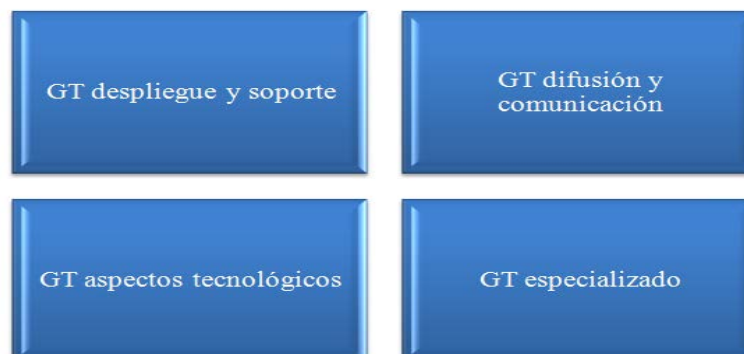 GT despliegue y soporte
GT difusión y
comunicación
GT aspectos tecnológicos
GT especializado